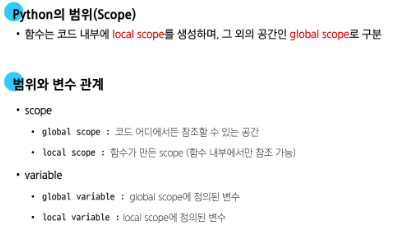 Python의 범위(Scope)
• 함수는 코드 내부에 local scope를 생성하며, 그 외의 공간인 global scope로 구분
범위와 변수 관계
• scope
• global scope : 코드 어디에서든 참조할 수 있는 공간
• local scope : 함수가 만든 scope (함수 내부에서만 참조 가능)
• variable
• global variable : global scope에 정의된 변수
• local variable : local scope에 정의된 변수